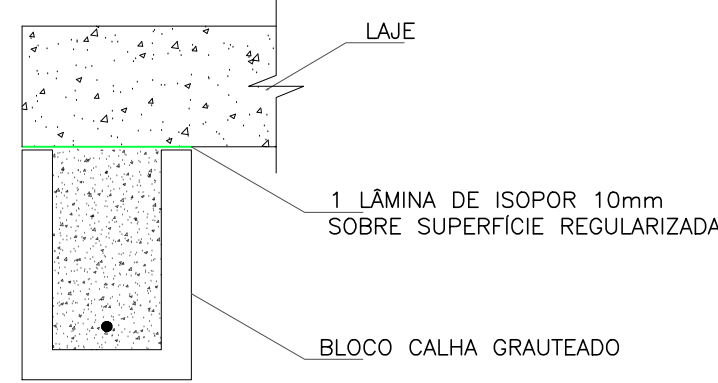 LAJE
1 LÂMINA DE ISOPOR 10mm
SOBRE SUPERFÍCIE REGULARIZADA
BLOCO CALHA GRAUTEADO